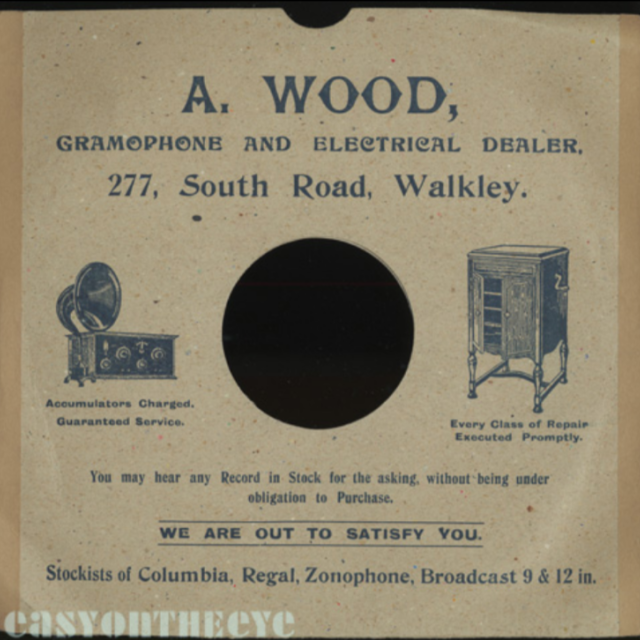 A. WOOD,
GRAMOPHONE AND ELECTRICAL DEALER,
277, South Road, Walkley.
Accumulators Charged.
Guaranteed Service.
Every Class of Repair
Executed Promptly.
You may hear any Record in Stock for the asking, without being under
obligation to Purchase.
WE ARE OUT TO SATISFY YOU.
Stockists of Columbia, Regal, Zonophone, Broadcast 9 & 12 in.
easyontheeye